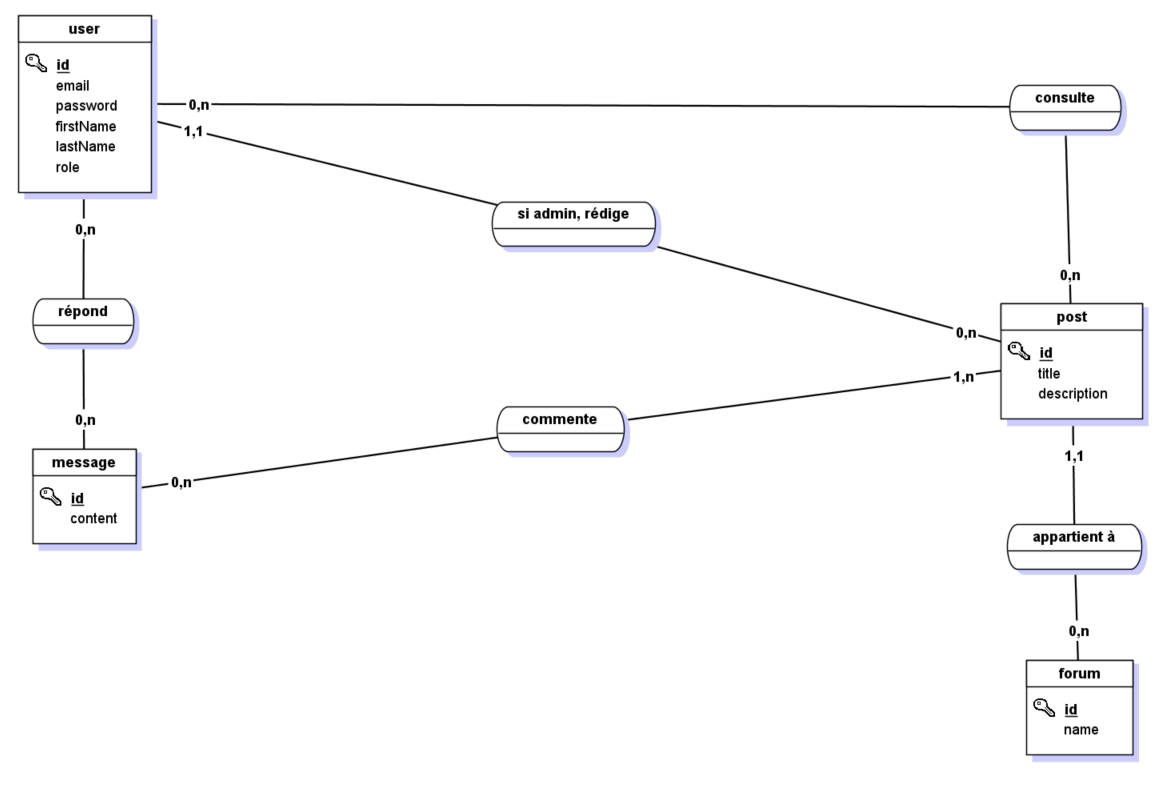 user
id
email
password
firstName
lastName
role
0,n
consulte
1,1
si admin, rédige
0,n
0,n
répond
post
0,n
id
title
description
1,n
commente
0,n
message
id
content
0,n
1,1
appartient à
0,n
forum
id
name